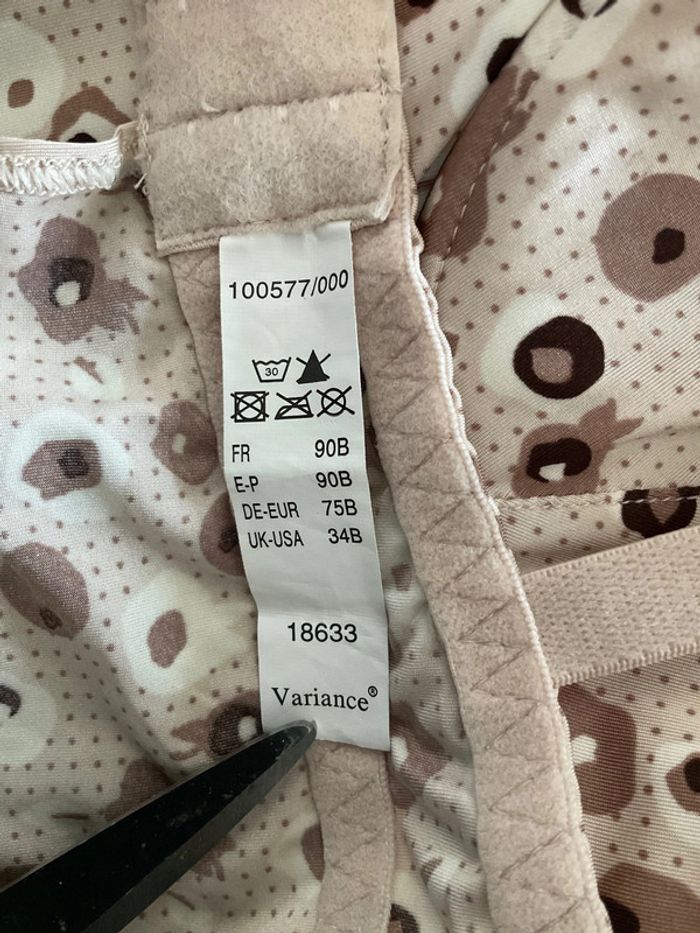 100577/000
30
FR 90B
E-P 90B
DE-EUR 75B
UK-USA 34B
18633
Variance®